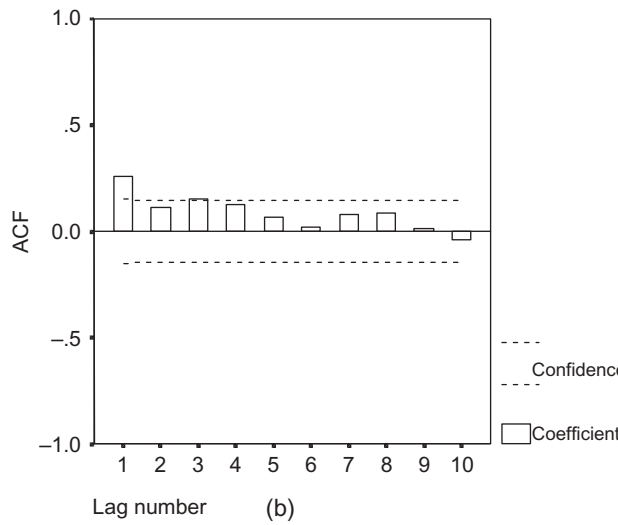 1.0
.5
0.0
–.5
–1.0
ACF
1 2 3 4 5 6 7 8 9 10
Lag number
(b)
Confidence
Coefficient